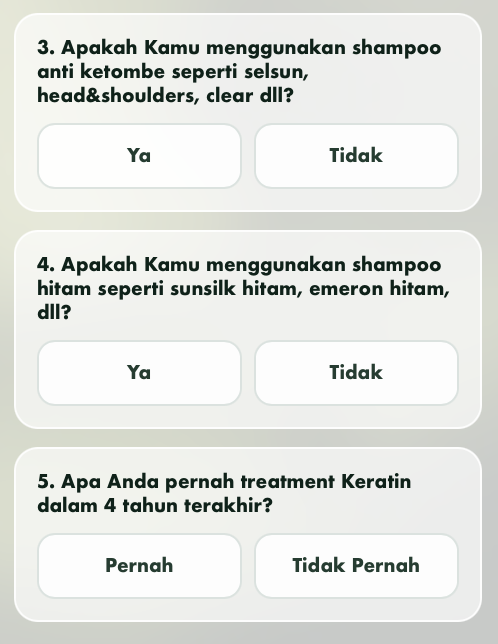 3. Apakah Kamu menggunakan shampoo
anti ketombe seperti selsun,
head&shoulders, clear dll?
Ya
Tidak
4. Apakah Kamu menggunakan shampoo
hitam seperti sunsilk hitam, emeron hitam,
dll?
Ya
Tidak
5. Apa Anda pernah treatment Keratin
dalam 4 tahun terakhir?
Pernah
Tidak Pernah